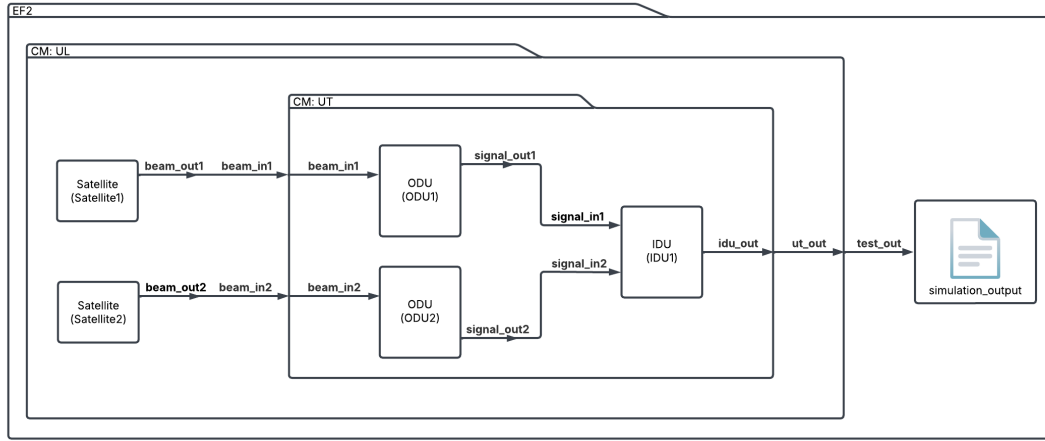 EF2
CM: UL
CM: UT
beam_out1
beam_in1
beam_in1
signal_out1
Satellite
(Satellite1)
ODU
(ODU1)
signal_in1
IDU
(IDU1)
idu_out
ut_out
test_out
signal_in2
simulation_output
beam_out2
beam_in2
beam_in2
Satellite
(Satellite2)
ODU
(ODU2)
signal_out2